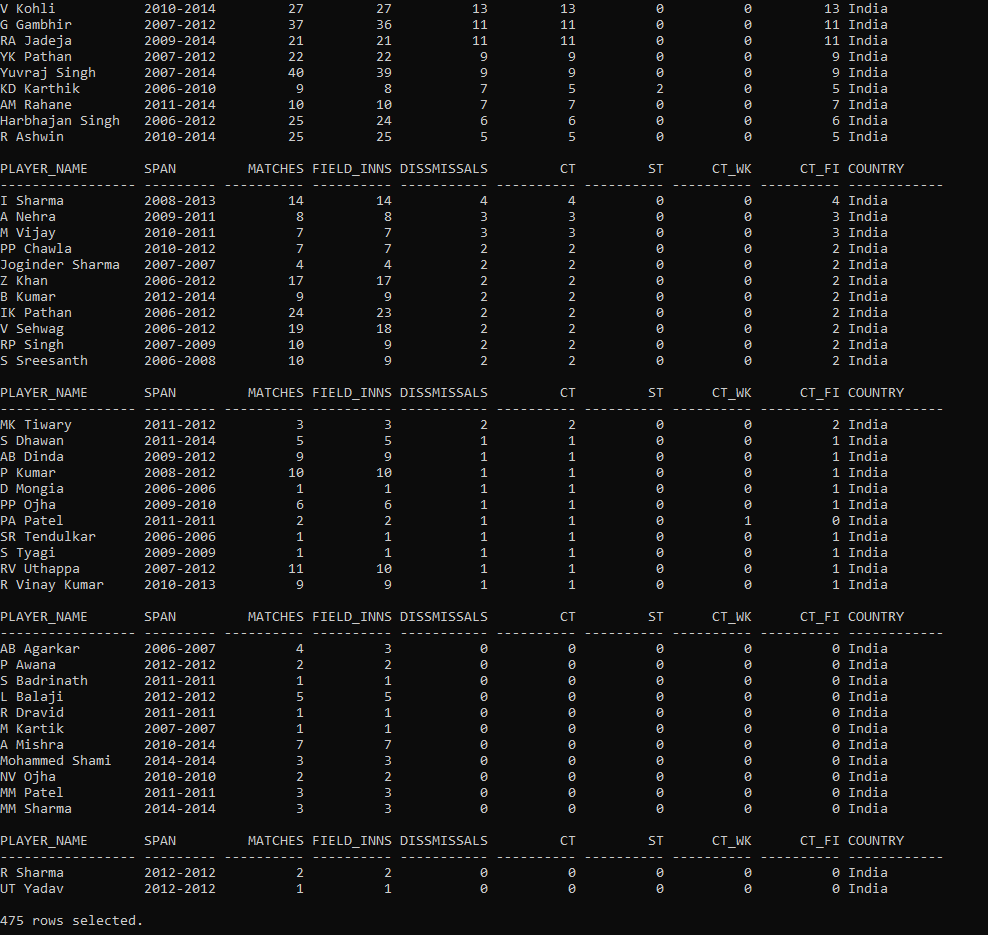 V Kohli            2010-2014         27         27          13         13          0          0         13 India
G Gambhir          2007-2012         37         36          11         11          0          0         11 India
RA Jadeja          2009-2014         21         21          11         11          0          0         11 India
YK Pathan          2007-2012         22         22           9          9          0          0          9 India
Yuvraj Singh       2007-2014         40         39           9          9          0          0          9 India
KD Karthik         2006-2010          9          8           7          5          2          0          5 India
AM Rahane          2011-2014         10         10           7          7          0          0          7 India
Harbhajan Singh    2006-2012         25         24           6          6          0          0          6 India
R Ashwin           2010-2014         25         25           5          5          0          0          5 India
PLAYER_NAME       SPAN         MATCHES FIELD_INNS DISSMISSALS         CT         ST      CT_WK      CT_FI COUNTRY
----------------- --------- ---------- ---------- ----------- ---------- ---------- ---------- ---------- ------------
I Sharma           2008-2013         14         14           4          4          0          0          4 India
A Nehra            2009-2011          8          8           3          3          0          0          3 India
M Vijay            2010-2011          7          7           3          3          0          0          3 India
PP Chawla          2010-2012          7          7           2          2          0          0          2 India
Joginder Sharma    2007-2007          4          4           2          2          0          0          2 India
Z Khan             2006-2012         17         17           2          2          0          0          2 India
B Kumar            2012-2014          9          9           2          2          0          0          2 India
IK Pathan          2006-2012         24         23           2          2          0          0          2 India
V Sehwag           2006-2012         19         18           2          2          0          0          2 India
RP Singh           2007-2009         10          9           2          2          0          0          2 India
S Sreesanth        2006-2008         10          9           2          2          0          0          2 India
PLAYER_NAME       SPAN         MATCHES FIELD_INNS DISSMISSALS         CT         ST      CT_WK      CT_FI COUNTRY
----------------- --------- ---------- ---------- ----------- ---------- ---------- ---------- ---------- ------------
MK Tiwary          2011-2012          3          3           2          2          0          0          2 India
S Dhawan           2011-2014          5          5           1          1          0          0          1 India
AB Dinda           2009-2012          9          9           1          1          0          0          1 India
P Kumar            2008-2012         10         10           1          1          0          0          1 India
D Mongia           2006-2006          1          1           1          1          0          0          1 India
PP Ojha            2009-2010          6          6           1          1          0          0          1 India
PA Patel           2011-2011          2          2           1          1          0          1          0 India
SR Tendulkar       2006-2006          1          1           1          1          0          0          1 India
S Tyagi            2009-2009          1          1           1          1          0          0          1 India
RV Uthappa         2007-2012         11         10           1          1          0          0          1 India
R Vinay Kumar      2010-2013          9          9           1          1          0          0          1 India
PLAYER_NAME       SPAN         MATCHES FIELD_INNS DISSMISSALS         CT         ST      CT_WK      CT_FI COUNTRY
----------------- --------- ---------- ---------- ----------- ---------- ---------- ---------- ---------- ------------
AB Agarkar         2006-2007          4          3           0          0          0          0          0 India
P Awana            2012-2012          2          2           0          0          0          0          0 India
S Badrinath        2011-2011          1          1           0          0          0          0          0 India
L Balaji           2012-2012          5          5           0          0          0          0          0 India
R Dravid           2011-2011          1          1           0          0          0          0          0 India
M Kartik           2007-2007          1          1           0          0          0          0          0 India
A Mishra           2010-2014          7          7           0          0          0          0          0 India
Mohammed Shami     2014-2014          3          3           0          0          0          0          0 India
NV Ojha            2010-2010          2          2           0          0          0          0          0 India
MM Patel           2011-2011          3          3           0          0          0          0          0 India
MM Sharma          2014-2014          3          3           0          0          0          0          0 India
PLAYER_NAME       SPAN         MATCHES FIELD_INNS DISSMISSALS         CT         ST      CT_WK      CT_FI COUNTRY
----------------- --------- ---------- ---------- ----------- ---------- ---------- ---------- ---------- ------------
R Sharma           2012-2012          2          2           0          0          0          0          0 India
UT Yadav           2012-2012          1          1           0          0          0          0          0 India
475 rows selected.